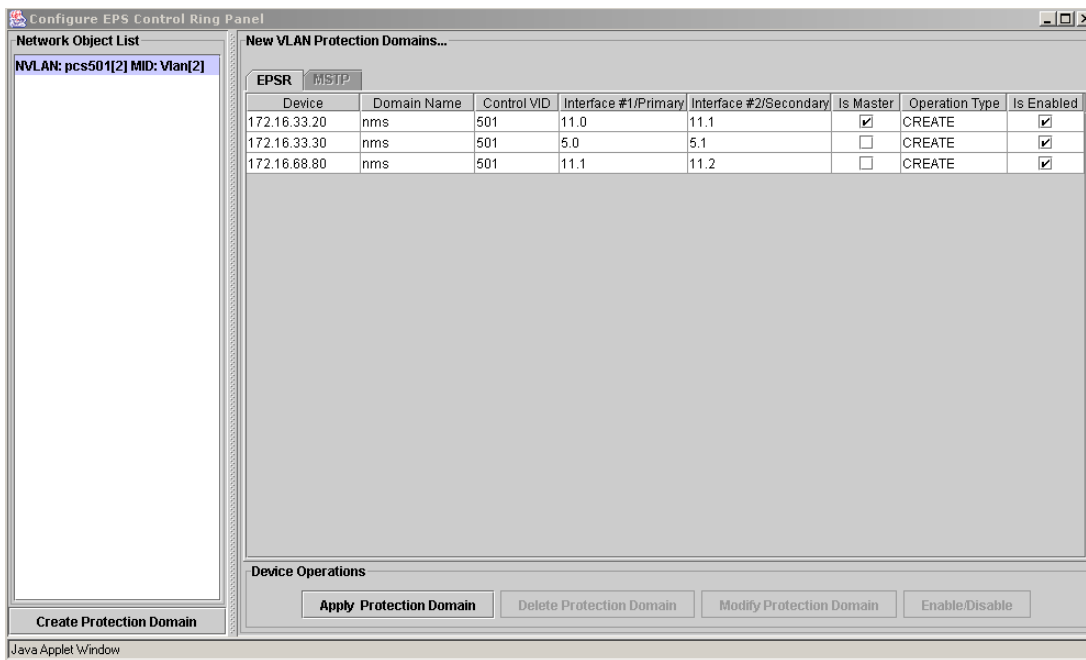 Configure EPS Control Ring Panel
Network Object List
NVLAN: pcs501[2] MID: Vlan[2]
Create Protection Domain
New VLAN Protection Domains...
EPSR MSTP
Device Domain Name Control VID Interface #1/Primary Interface #2/Secondary Is Master Operation Type Is Enabled
172.16.33.20 nms 501 11.0 11.1 CREATE
172.16.33.30 nms 501 5.0 5.1 CREATE
172.16.68.80 nms 501 11.1 11.2 CREATE
Device Operations
Apply Protection Domain Delete Protection Domain Modify Protection Domain Enable/Disable
Java Applet Window